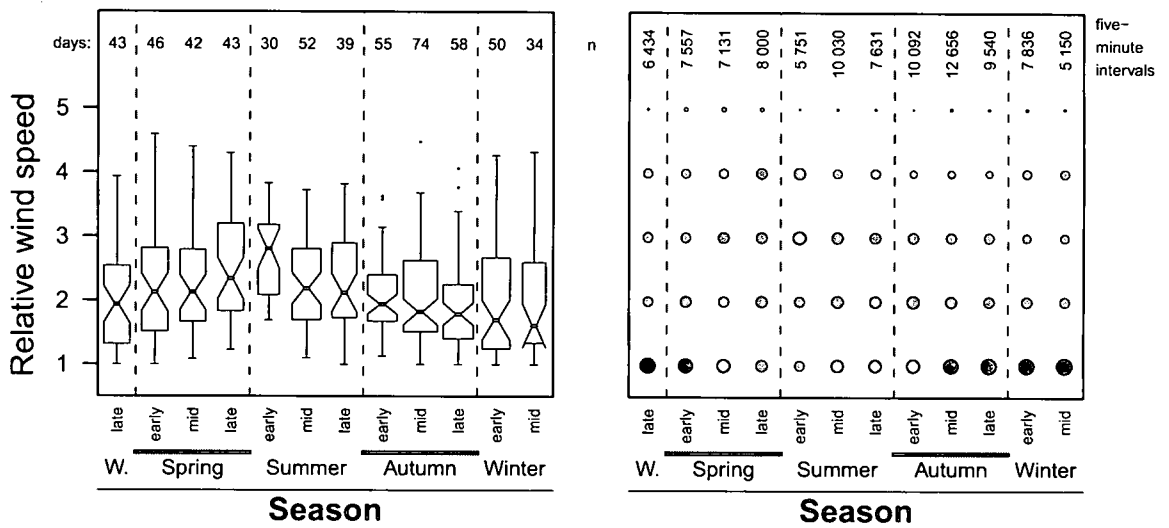 days: 43 46 42 43 30 52 39 55 74 58 50 34
Relative wind speed
5
4
3
2
1
late early mid late early mid late early mid late early mid
W. Spring Summer Autumn Winter
Season
n 6 434 7 557 7 131 8 000 5 751 10 030 7 631 10 092 12 656 9 540 7 836 5 150
five-
minute
intervals
late early mid late early mid late early mid late early mid
W. Spring Summer Autumn Winter
Season